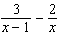 3/(x − 1) − 2/x